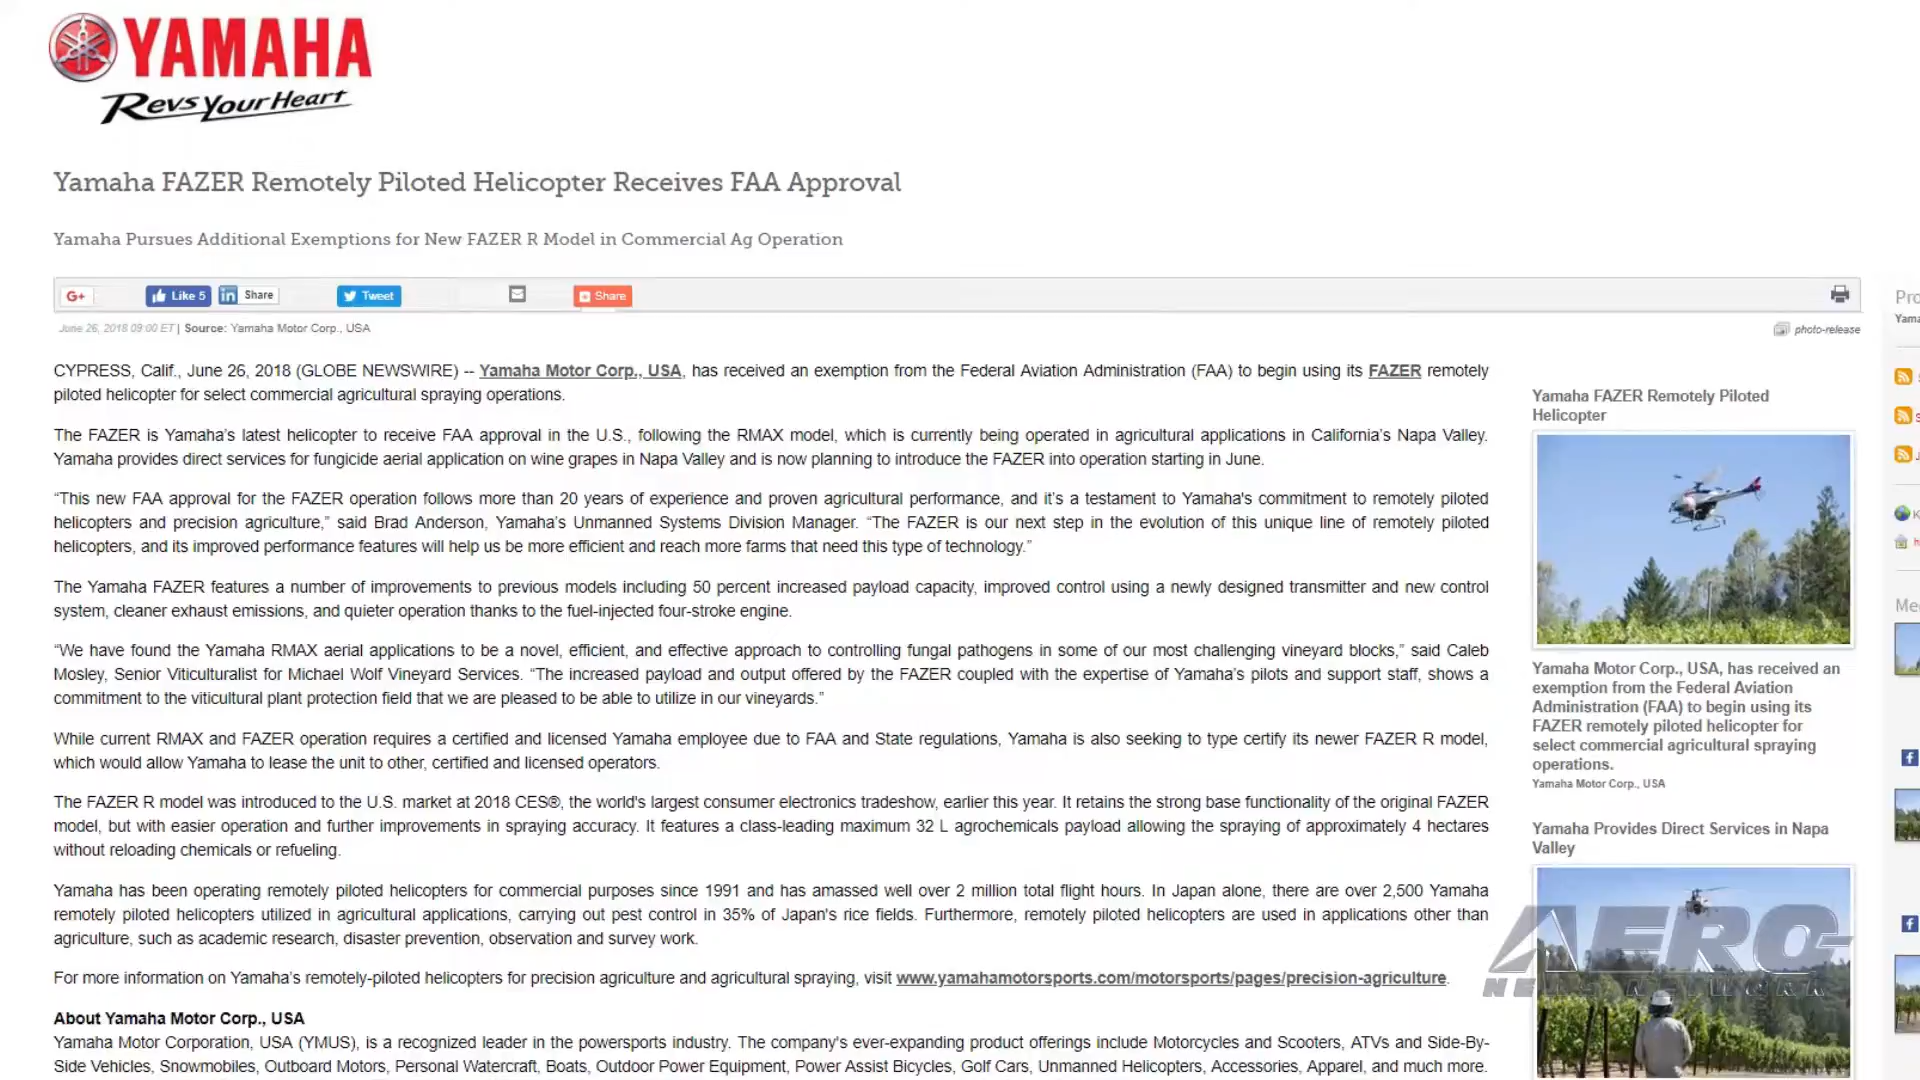 YAMAHA
Revs Your Heart
Yamaha FAZER Remotely Piloted Helicopter Receives FAA Approval
Yamaha Pursues Additional Exemptions for New FAZER R Model in Commercial Ag Operation
G+ Like 5 in Share Tweet Share
June 26, 2018 09:00 ET | Source: Yamaha Motor Corp., USA
photo-release
CYPRESS, Calif., June 26, 2018 (GLOBE NEWSWIRE) -- Yamaha Motor Corp., USA, has received an exemption from the Federal Aviation Administration (FAA) to begin using its FAZER remotely
piloted helicopter for select commercial agricultural spraying operations.
The FAZER is Yamaha’s latest helicopter to receive FAA approval in the U.S., following the RMAX model, which is currently being operated in agricultural applications in California’s Napa Valley.
Yamaha provides direct services for fungicide aerial application on wine grapes in Napa Valley and is now planning to introduce the FAZER into operation starting in June.
“This new FAA approval for the FAZER operation follows more than 20 years of experience and proven agricultural performance, and it’s a testament to Yamaha's commitment to remotely piloted
helicopters and precision agriculture,” said Brad Anderson, Yamaha’s Unmanned Systems Division Manager. “The FAZER is our next step in the evolution of this unique line of remotely piloted
helicopters, and its improved performance features will help us be more efficient and reach more farms that need this type of technology.”
The Yamaha FAZER features a number of improvements to previous models including 50 percent increased payload capacity, improved control using a newly designed transmitter and new control
system, cleaner exhaust emissions, and quieter operation thanks to the fuel-injected four-stroke engine.
“We have found the Yamaha RMAX aerial applications to be a novel, efficient, and effective approach to controlling fungal pathogens in some of our most challenging vineyard blocks,” said Caleb
Mosley, Senior Viticulturalist for Michael Wolf Vineyard Services. “The increased payload and output offered by the FAZER coupled with the expertise of Yamaha’s pilots and support staff, shows a
commitment to the viticultural plant protection field that we are pleased to be able to utilize in our vineyards.”
While current RMAX and FAZER operation requires a certified and licensed Yamaha employee due to FAA and State regulations, Yamaha is also seeking to type certify its newer FAZER R model,
which would allow Yamaha to lease the unit to other, certified and licensed operators.
The FAZER R model was introduced to the U.S. market at 2018 CES®, the world's largest consumer electronics tradeshow, earlier this year. It retains the strong base functionality of the original FAZER
model, but with easier operation and further improvements in spraying accuracy. It features a class-leading maximum 32 L agrochemicals payload allowing the spraying of approximately 4 hectares
without reloading chemicals or refueling.
Yamaha has been operating remotely piloted helicopters for commercial purposes since 1991 and has amassed well over 2 million total flight hours. In Japan alone, there are over 2,500 Yamaha
remotely piloted helicopters utilized in agricultural applications, carrying out pest control in 35% of Japan's rice fields. Furthermore, remotely piloted helicopters are used in applications other than
agriculture, such as academic research, disaster prevention, observation and survey work.
For more information on Yamaha’s remotely-piloted helicopters for precision agriculture and agricultural spraying, visit www.yamahamotorsports.com/motorsports/pages/precision-agriculture.
About Yamaha Motor Corp., USA
Yamaha Motor Corporation, USA (YMUS), is a recognized leader in the powersports industry. The company's ever-expanding product offerings include Motorcycles and Scooters, ATVs and Side-By-
Side Vehicles, Snowmobiles, Outboard Motors, Personal Watercraft, Boats, Outdoor Power Equipment, Power Assist Bicycles, Golf Cars, Unmanned Helicopters, Accessories, Apparel, and much more.
Yamaha FAZER Remotely Piloted
Helicopter
Yamaha Motor Corp., USA, has received an
exemption from the Federal Aviation
Administration (FAA) to begin using its
FAZER remotely piloted helicopter for
select commercial agricultural spraying
operations.
Yamaha Motor Corp., USA
Yamaha Provides Direct Services in Napa
Valley
AERO-
NEWS NETWORK